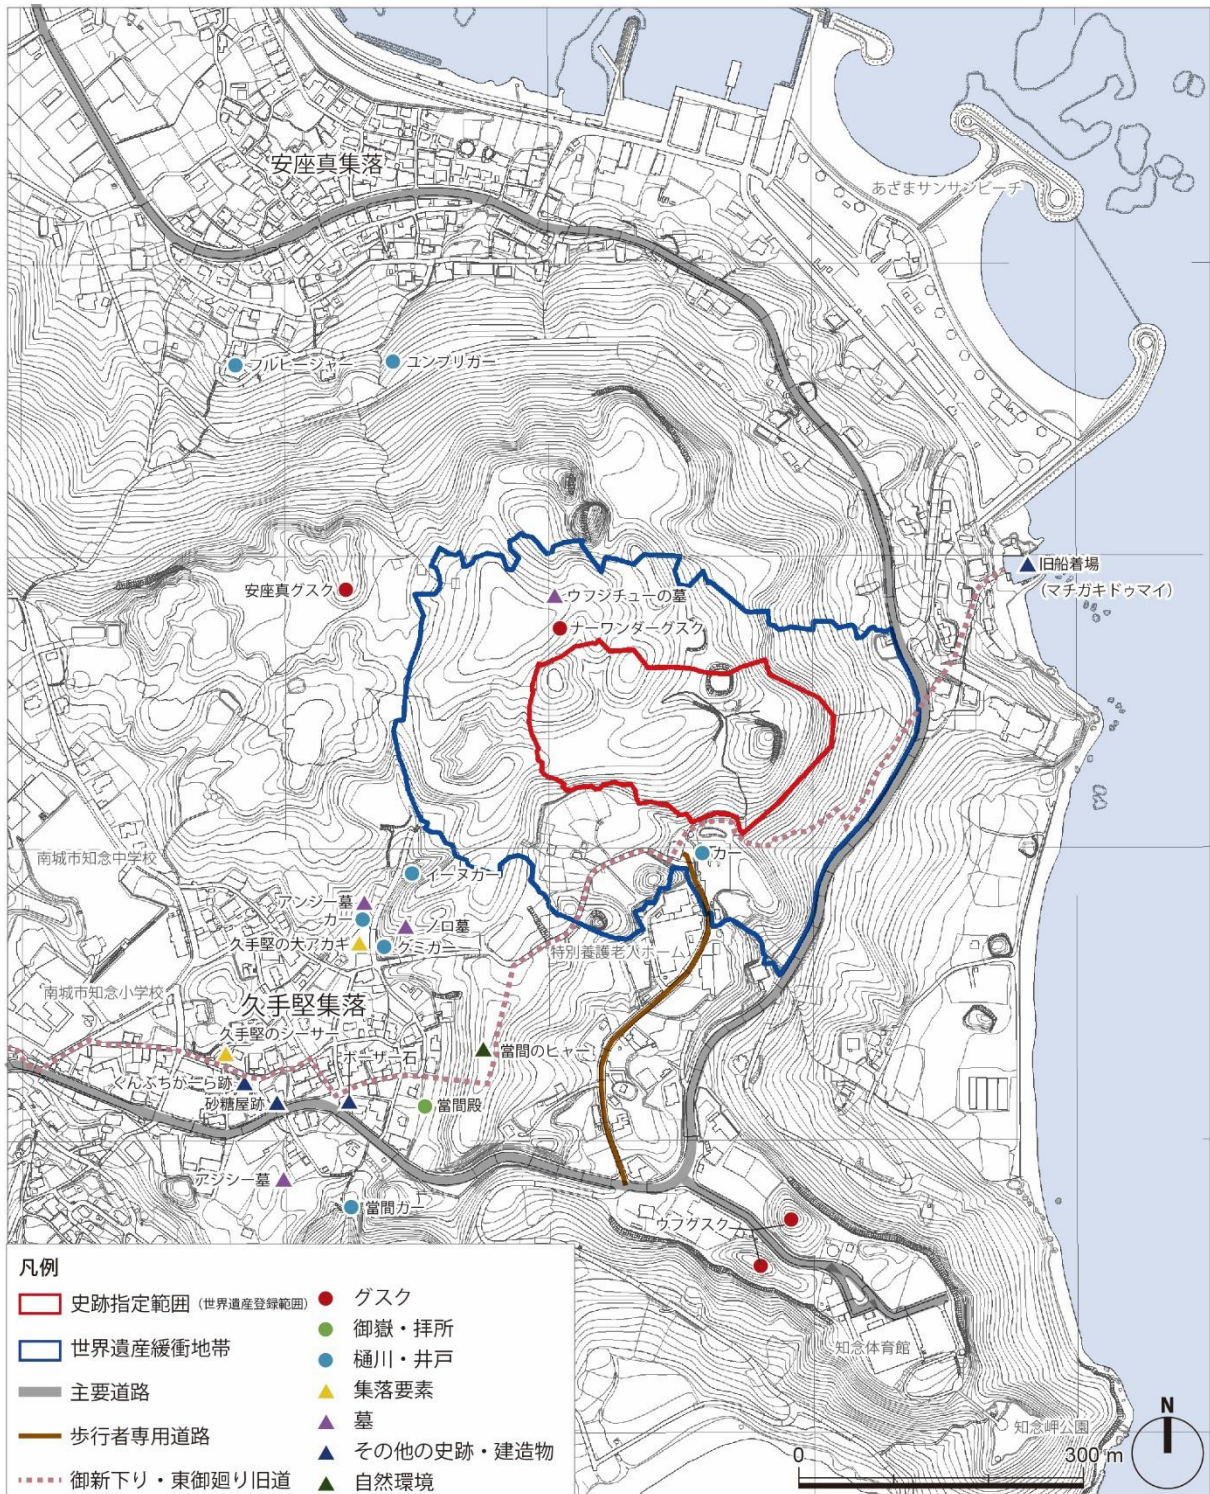 安座真集落
あざまサンサンビーチ
フルヒージャー
ユンプリガー
旧船着場
(マチガキドゥマイ)
安座真グスク
ウフジチューの墓
ナーワンダーグスク
南城市知念中学校
イーヌガー
カー
アンジー墓
カー
ノロ墓
久手堅の大アカギ
クミガー
特別養護老人ホーム
南城市知念小学校
久手堅集落
久手堅のシーサー
ボーザー石
當間のヒャー
くんぶちがーら跡
砂糖屋跡
當間殿
アジシー墓
當間ガー
ウフグスク
知念体育館
知念岬公園
凡例
史跡指定範囲(世界遺産登録範囲)
世界遺産緩衝地帯
主要道路
歩行者専用道路
御新下り・東御廻り旧道
グスク
御嶽・拝所
樋川・井戸
集落要素
墓
その他の史跡・建造物
自然環境
0 300 m
N